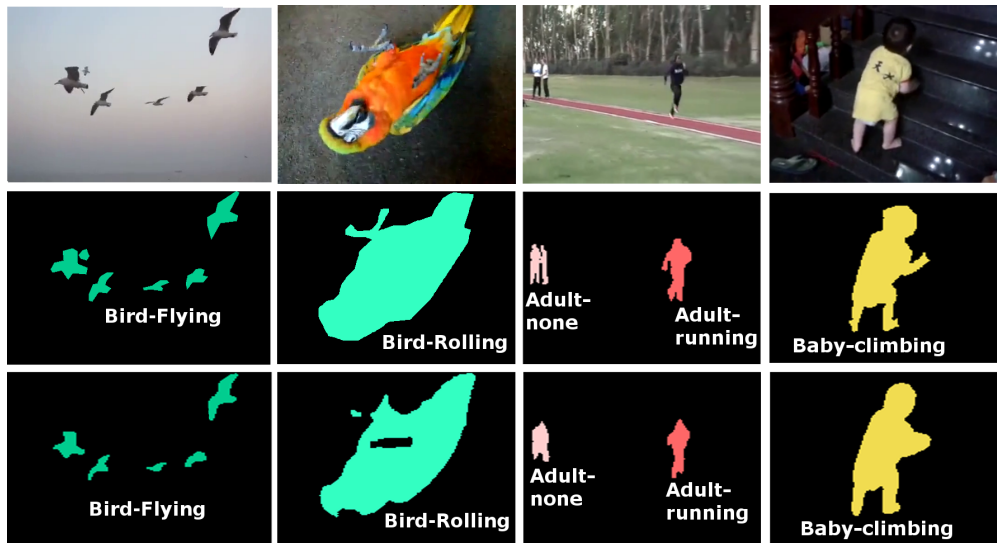 Bird-Flying
Bird-Rolling
Adult-
none
Adult-
running
Baby-climbing
Bird-Flying
Bird-Rolling
Adult-
none
Adult-
running
Baby-climbing